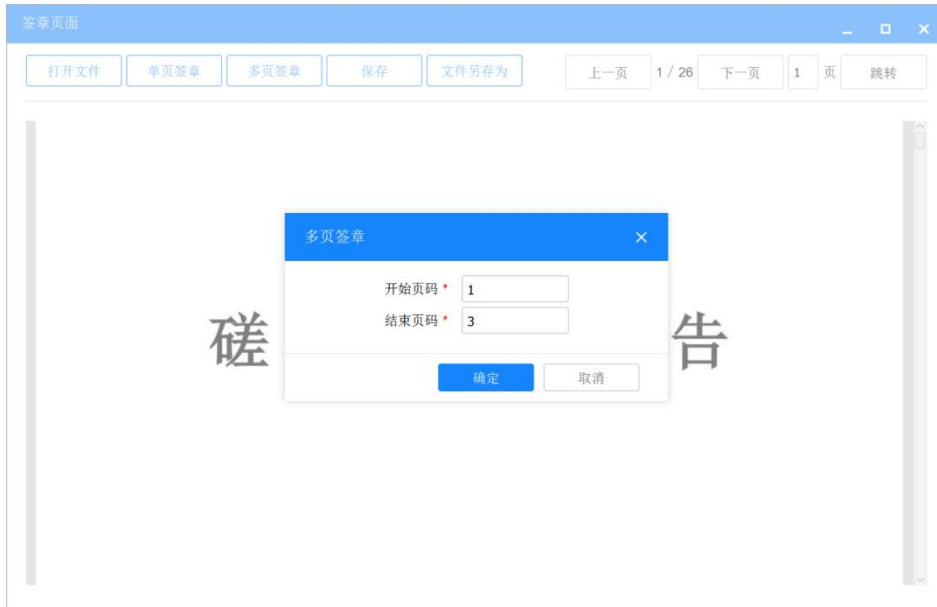 签章页面
打开文件 单页签章 多页签章 保存 文件另存为 上一页 1 / 26 下一页 1 页 跳转
多页签章
开始页码 * 1
结束页码 * 3
磋 告
确定 取消